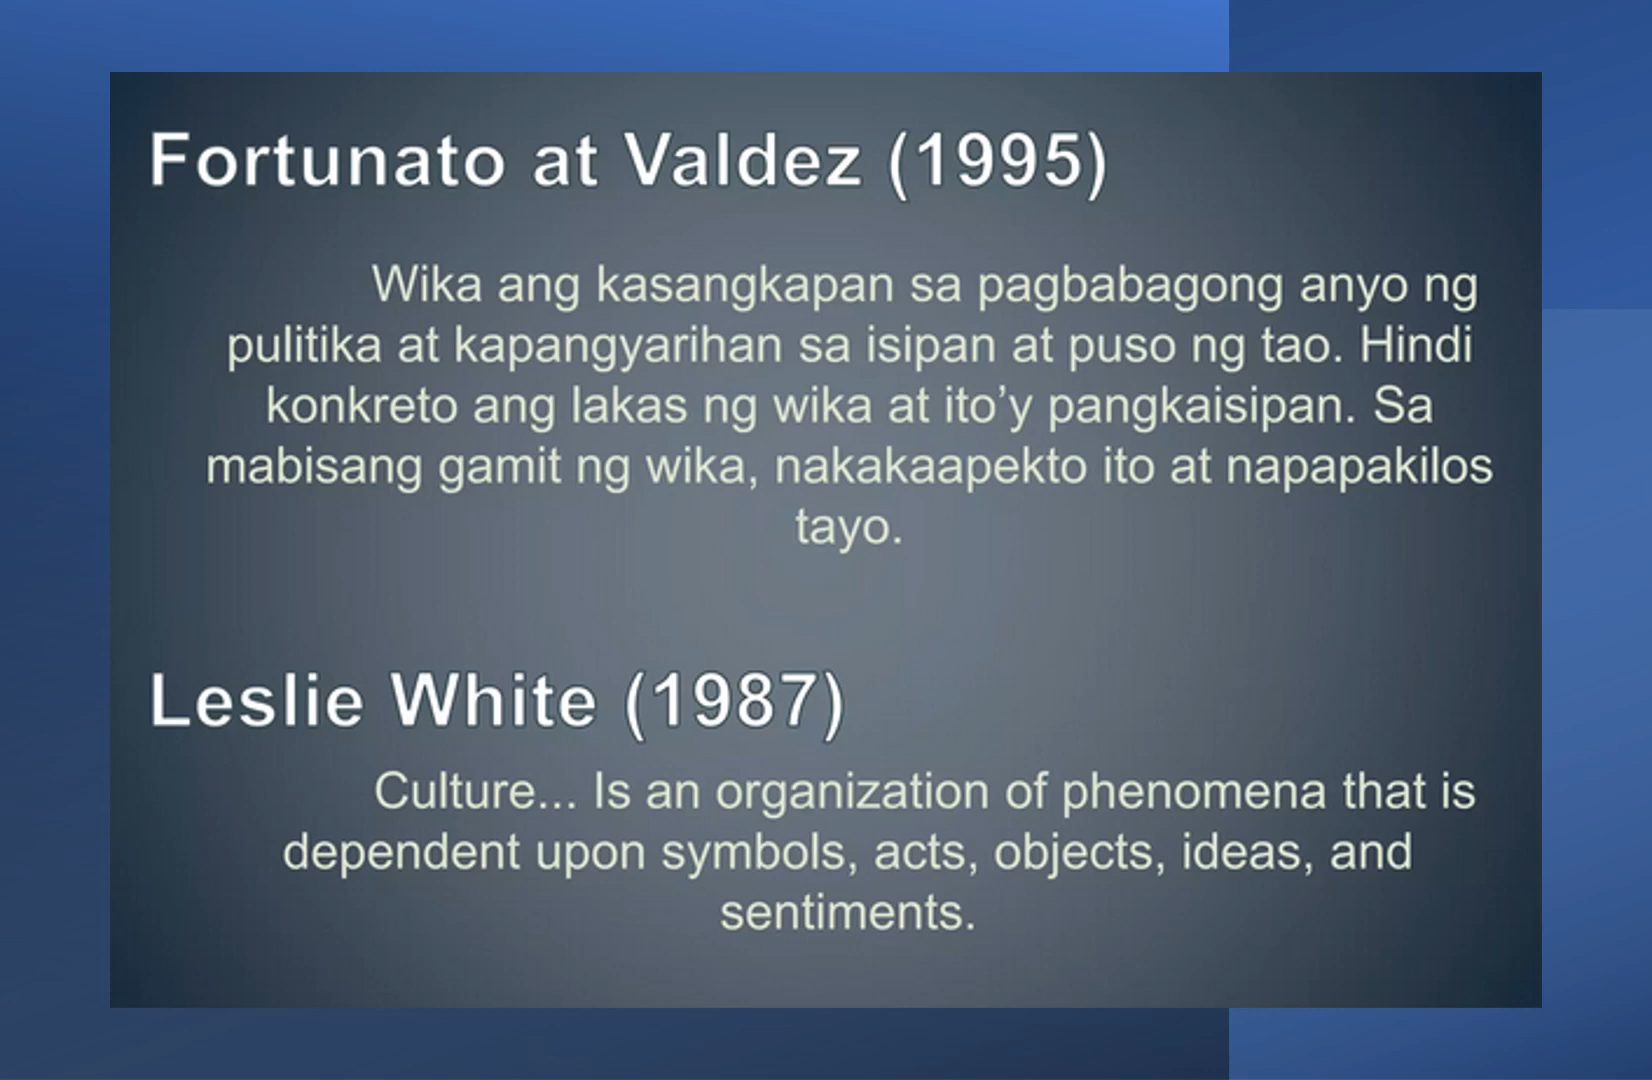 Fortunato at Valdez (1995)
Wika ang kasangkapan sa pagbabagong anyo ng
pulitika at kapangyarihan sa isipan at puso ng tao. Hindi
konkreto ang lakas ng wika at ito’y pangkaisipan. Sa
mabisang gamit ng wika, nakakaapekto ito at napapakilos
tayo.
Leslie White (1987)
Culture... Is an organization of phenomena that is
dependent upon symbols, acts, objects, ideas, and
sentiments.